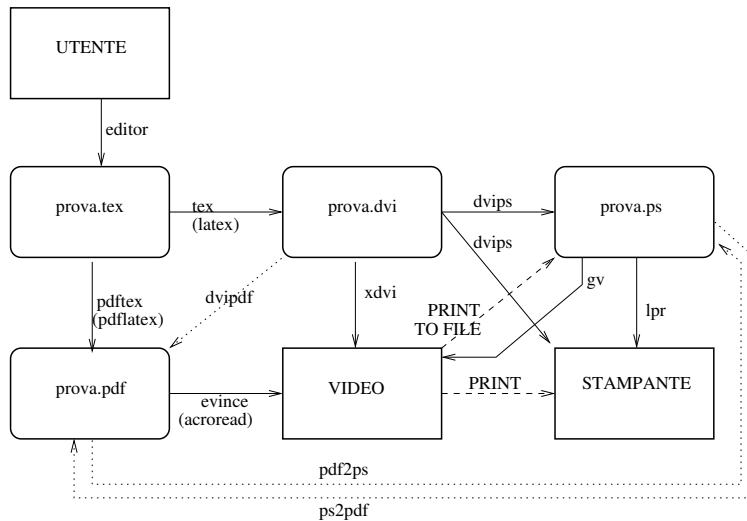 UTENTE
editor
prova.tex
tex
(latex)
prova.dvi
dvips
dvips
prova.ps
pdftex
(pdflatex)
dvipdf
xdvi
PRINT
TO FILE
gv
lpr
prova.pdf
evince
(acroread)
VIDEO
PRINT
STAMPANTE
pdf2ps
ps2pdf